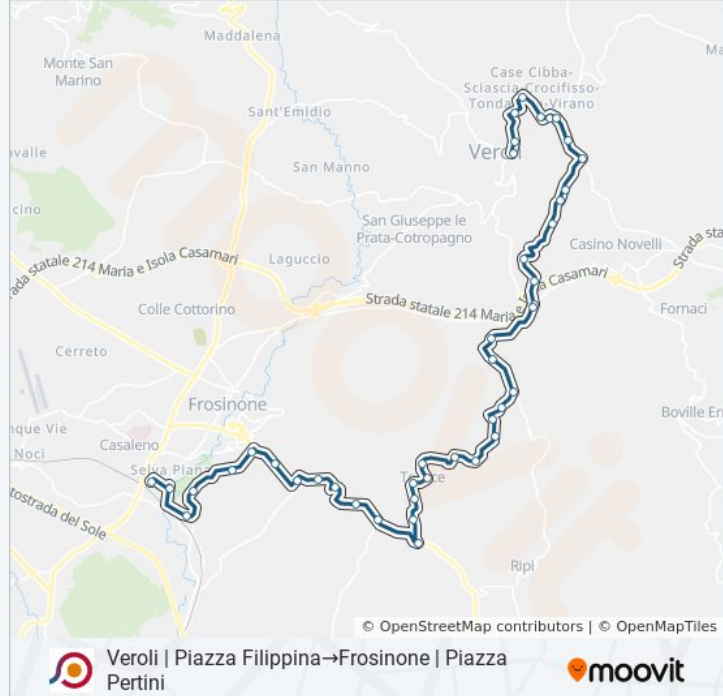 Maddalena
Monte San
Marino
Case Cibba-
Sciascia Crocifisso-
Tonda
-Virano
Sant'Emidio
avalle
Veroli
San Manno
cino
San Giuseppe le
Prata-Cotropagno
Casino Novelli
Strada sta
Laguccio
rada statale 214 Maria e Isola Casamari
Strada statale 214 Maria e Isola Casamari
Colle Cottorino
Fornaci
Cerreto
Frosinone
Boville Er
nque Vie
Noci
Casaleno
Selva Piana
tostrada del Sole
Ripi
© OpenStreetMap contributors | © OpenMapTiles
Veroli | Piazza Filippina→Frosinone | Piazza
Pertini
moovit